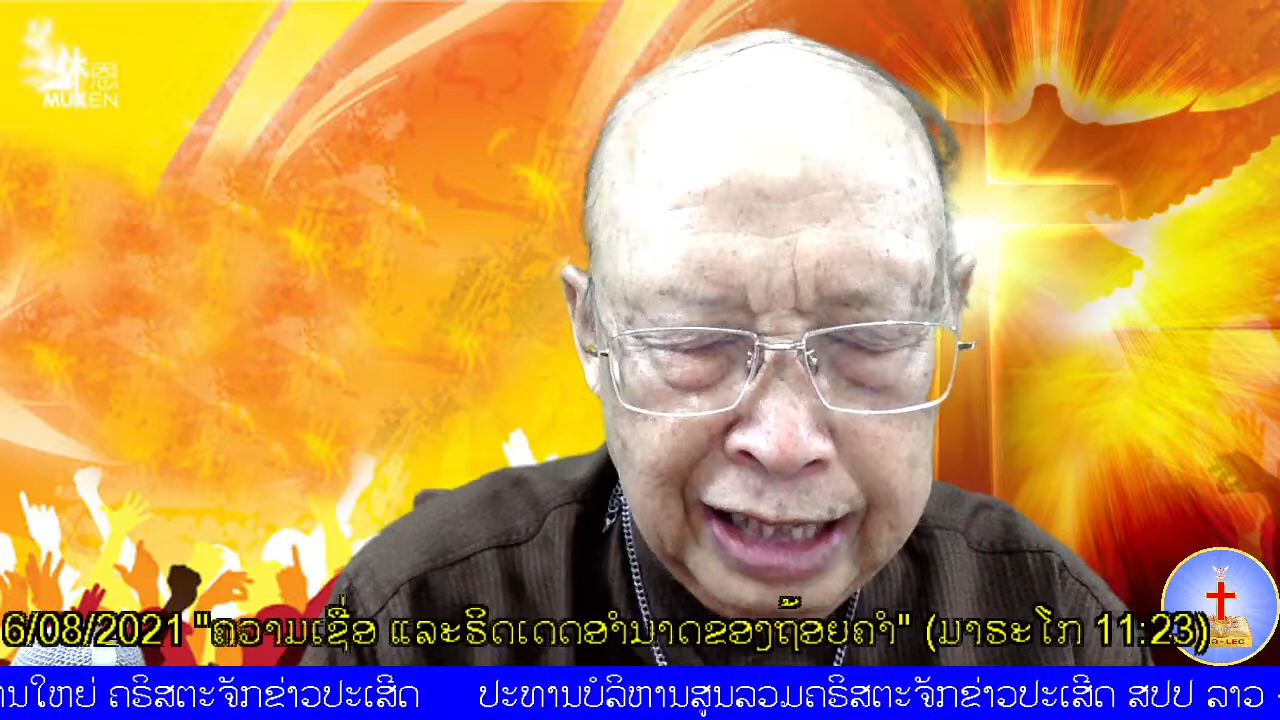 沐恩
MUKEN
6/08/2021 "ຄວາມເຊື່ອ ແລະຣິດເດດອຳນາດຂອງຖ້ອຍຄຳ" (ມາຣະໂກ 11:23)
ານໃຫຍ່ ຄຣິສຕະຈັກຂ່າວປະເສີດ ປະທານບໍລິຫານສູນລວມຄຣິສຕະຈັກຂ່າວປະເສີດ ສປປ ລາວ